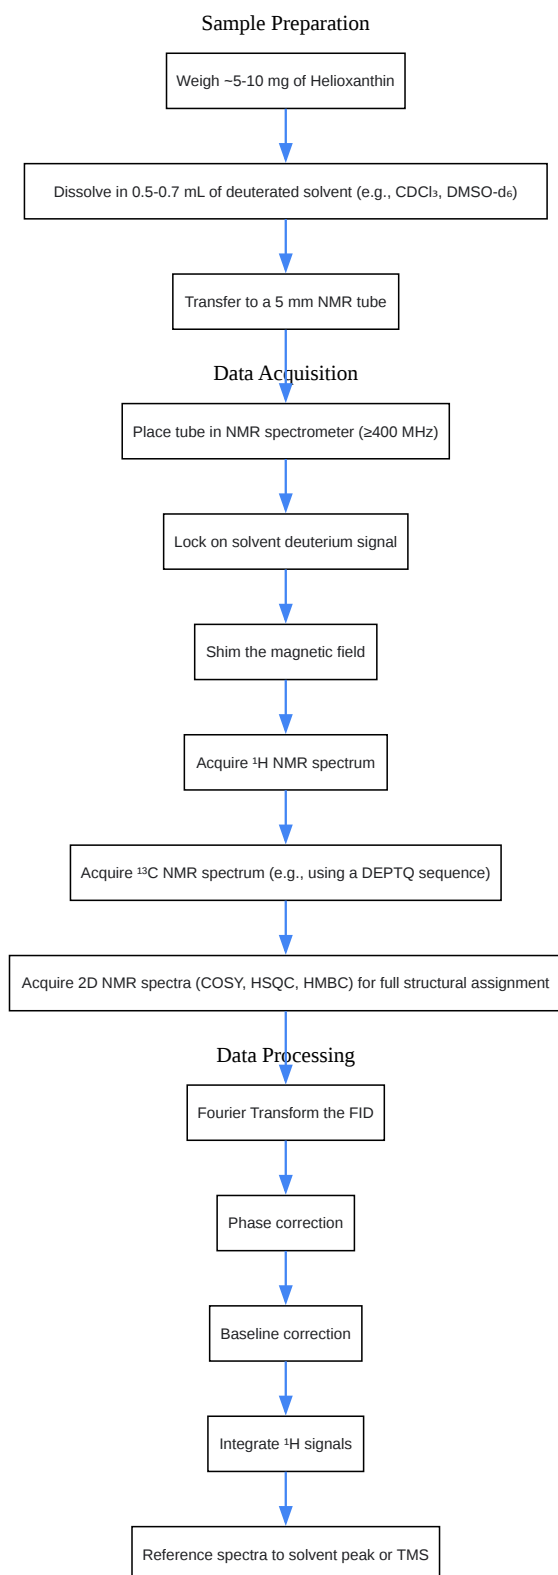 Sample Preparation
Weigh ~5-10 mg of Helioxanthin
Dissolve in 0.5-0.7 mL of deuterated solvent (e.g., CDCl₃, DMSO-d₆)
Transfer to a 5 mm NMR tube
Data Acquisition
Place tube in NMR spectrometer (≥400 MHz)
Lock on solvent deuterium signal
Shim the magnetic field
Acquire ¹H NMR spectrum
Acquire ¹³C NMR spectrum (e.g., using a DEPTQ sequence)
Acquire 2D NMR spectra (COSY, HSQC, HMBC) for full structural assignment
Data Processing
Fourier Transform the FID
Phase correction
Baseline correction
Integrate ¹H signals
Reference spectra to solvent peak or TMS